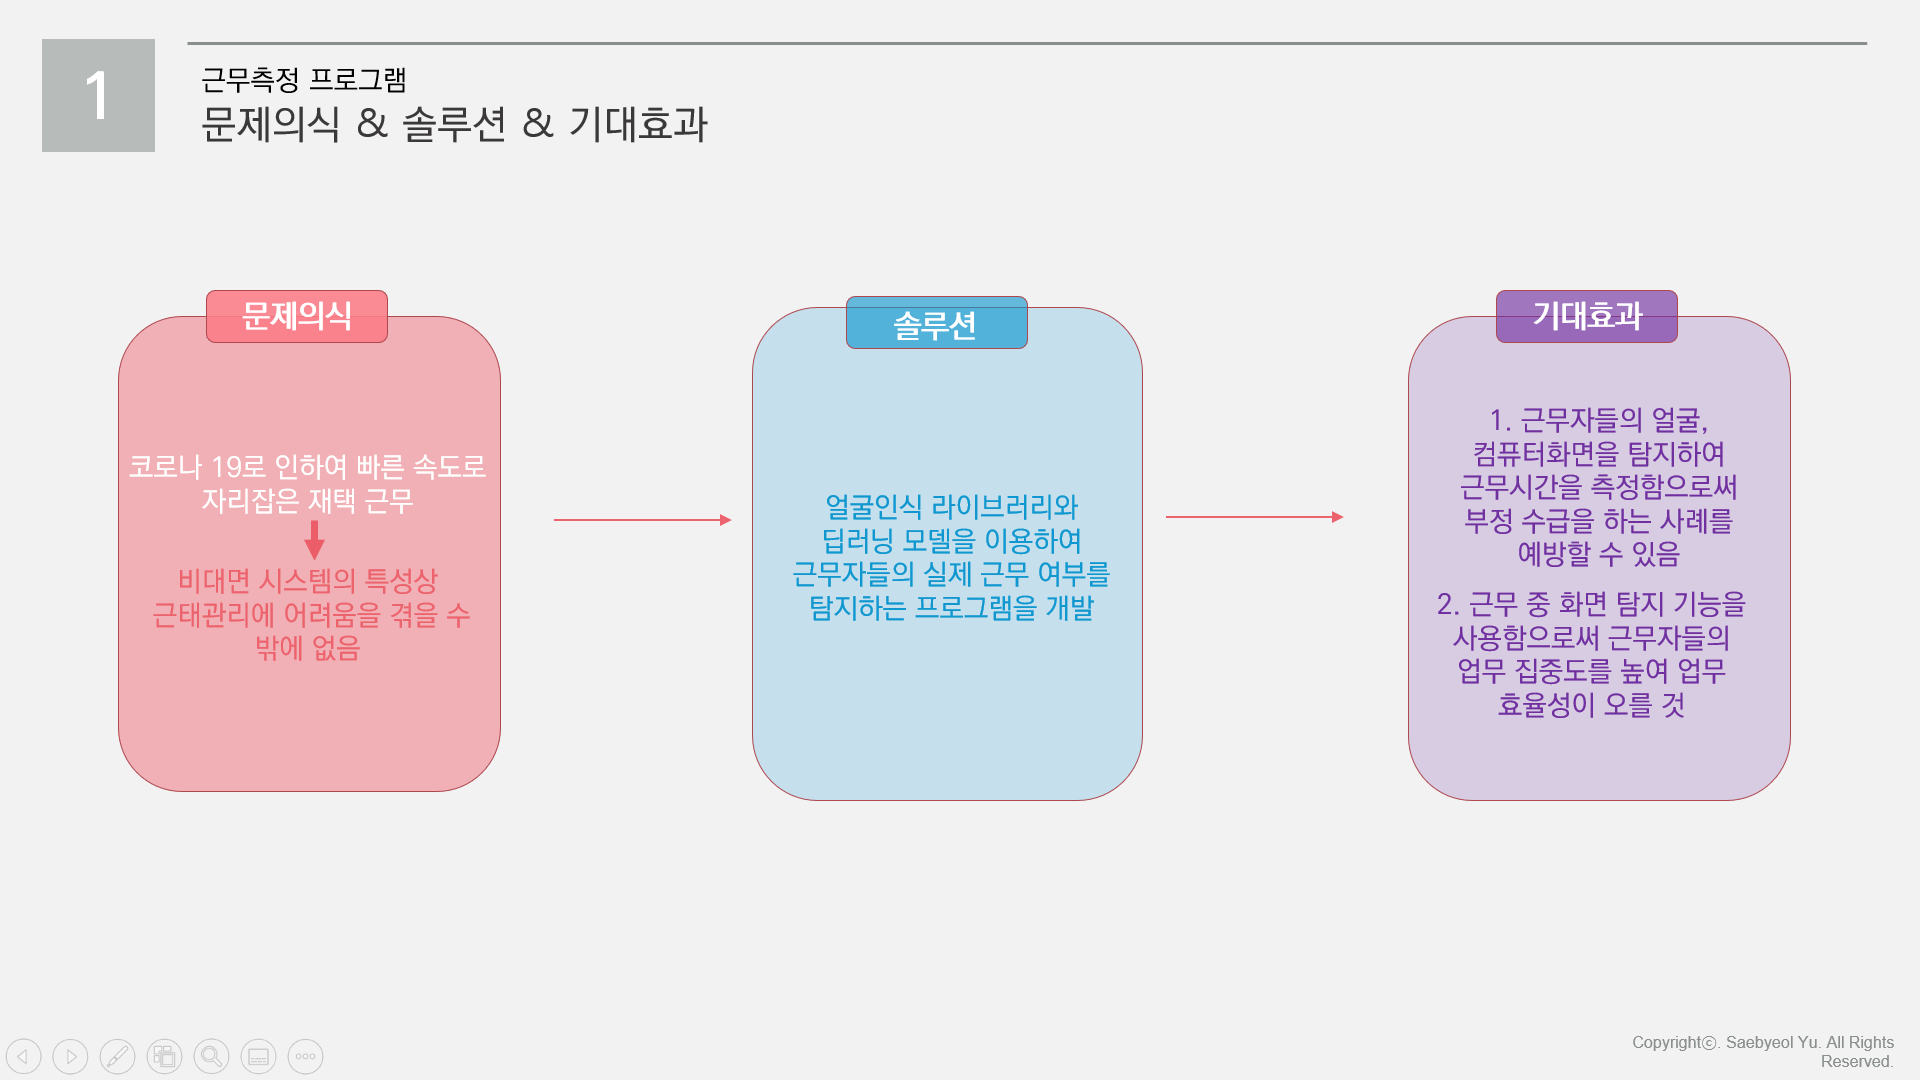 1
근무측정 프로그램
문제의식 & 솔루션 & 기대효과
문제의식
코로나 19로 인하여 빠른 속도로
자리잡은 재택 근무
비대면 시스템의 특성상
근태관리에 어려움을 겪을 수
밖에 없음
솔루션
얼굴인식 라이브러리와
딥러닝 모델을 이용하여
근무자들의 실제 근무 여부를
탐지하는 프로그램을 개발
기대효과
1. 근무자들의 얼굴,
컴퓨터화면을 탐지하여
근무시간을 측정함으로써
부정 수급을 하는 사례를
예방할 수 있음
2. 근무 중 화면 탐지 기능을
사용함으로써 근무자들의
업무 집중도를 높여 업무
효율성이 오를 것
Copyrightⓒ. Saebyeol Yu. All Rights
Reserved.